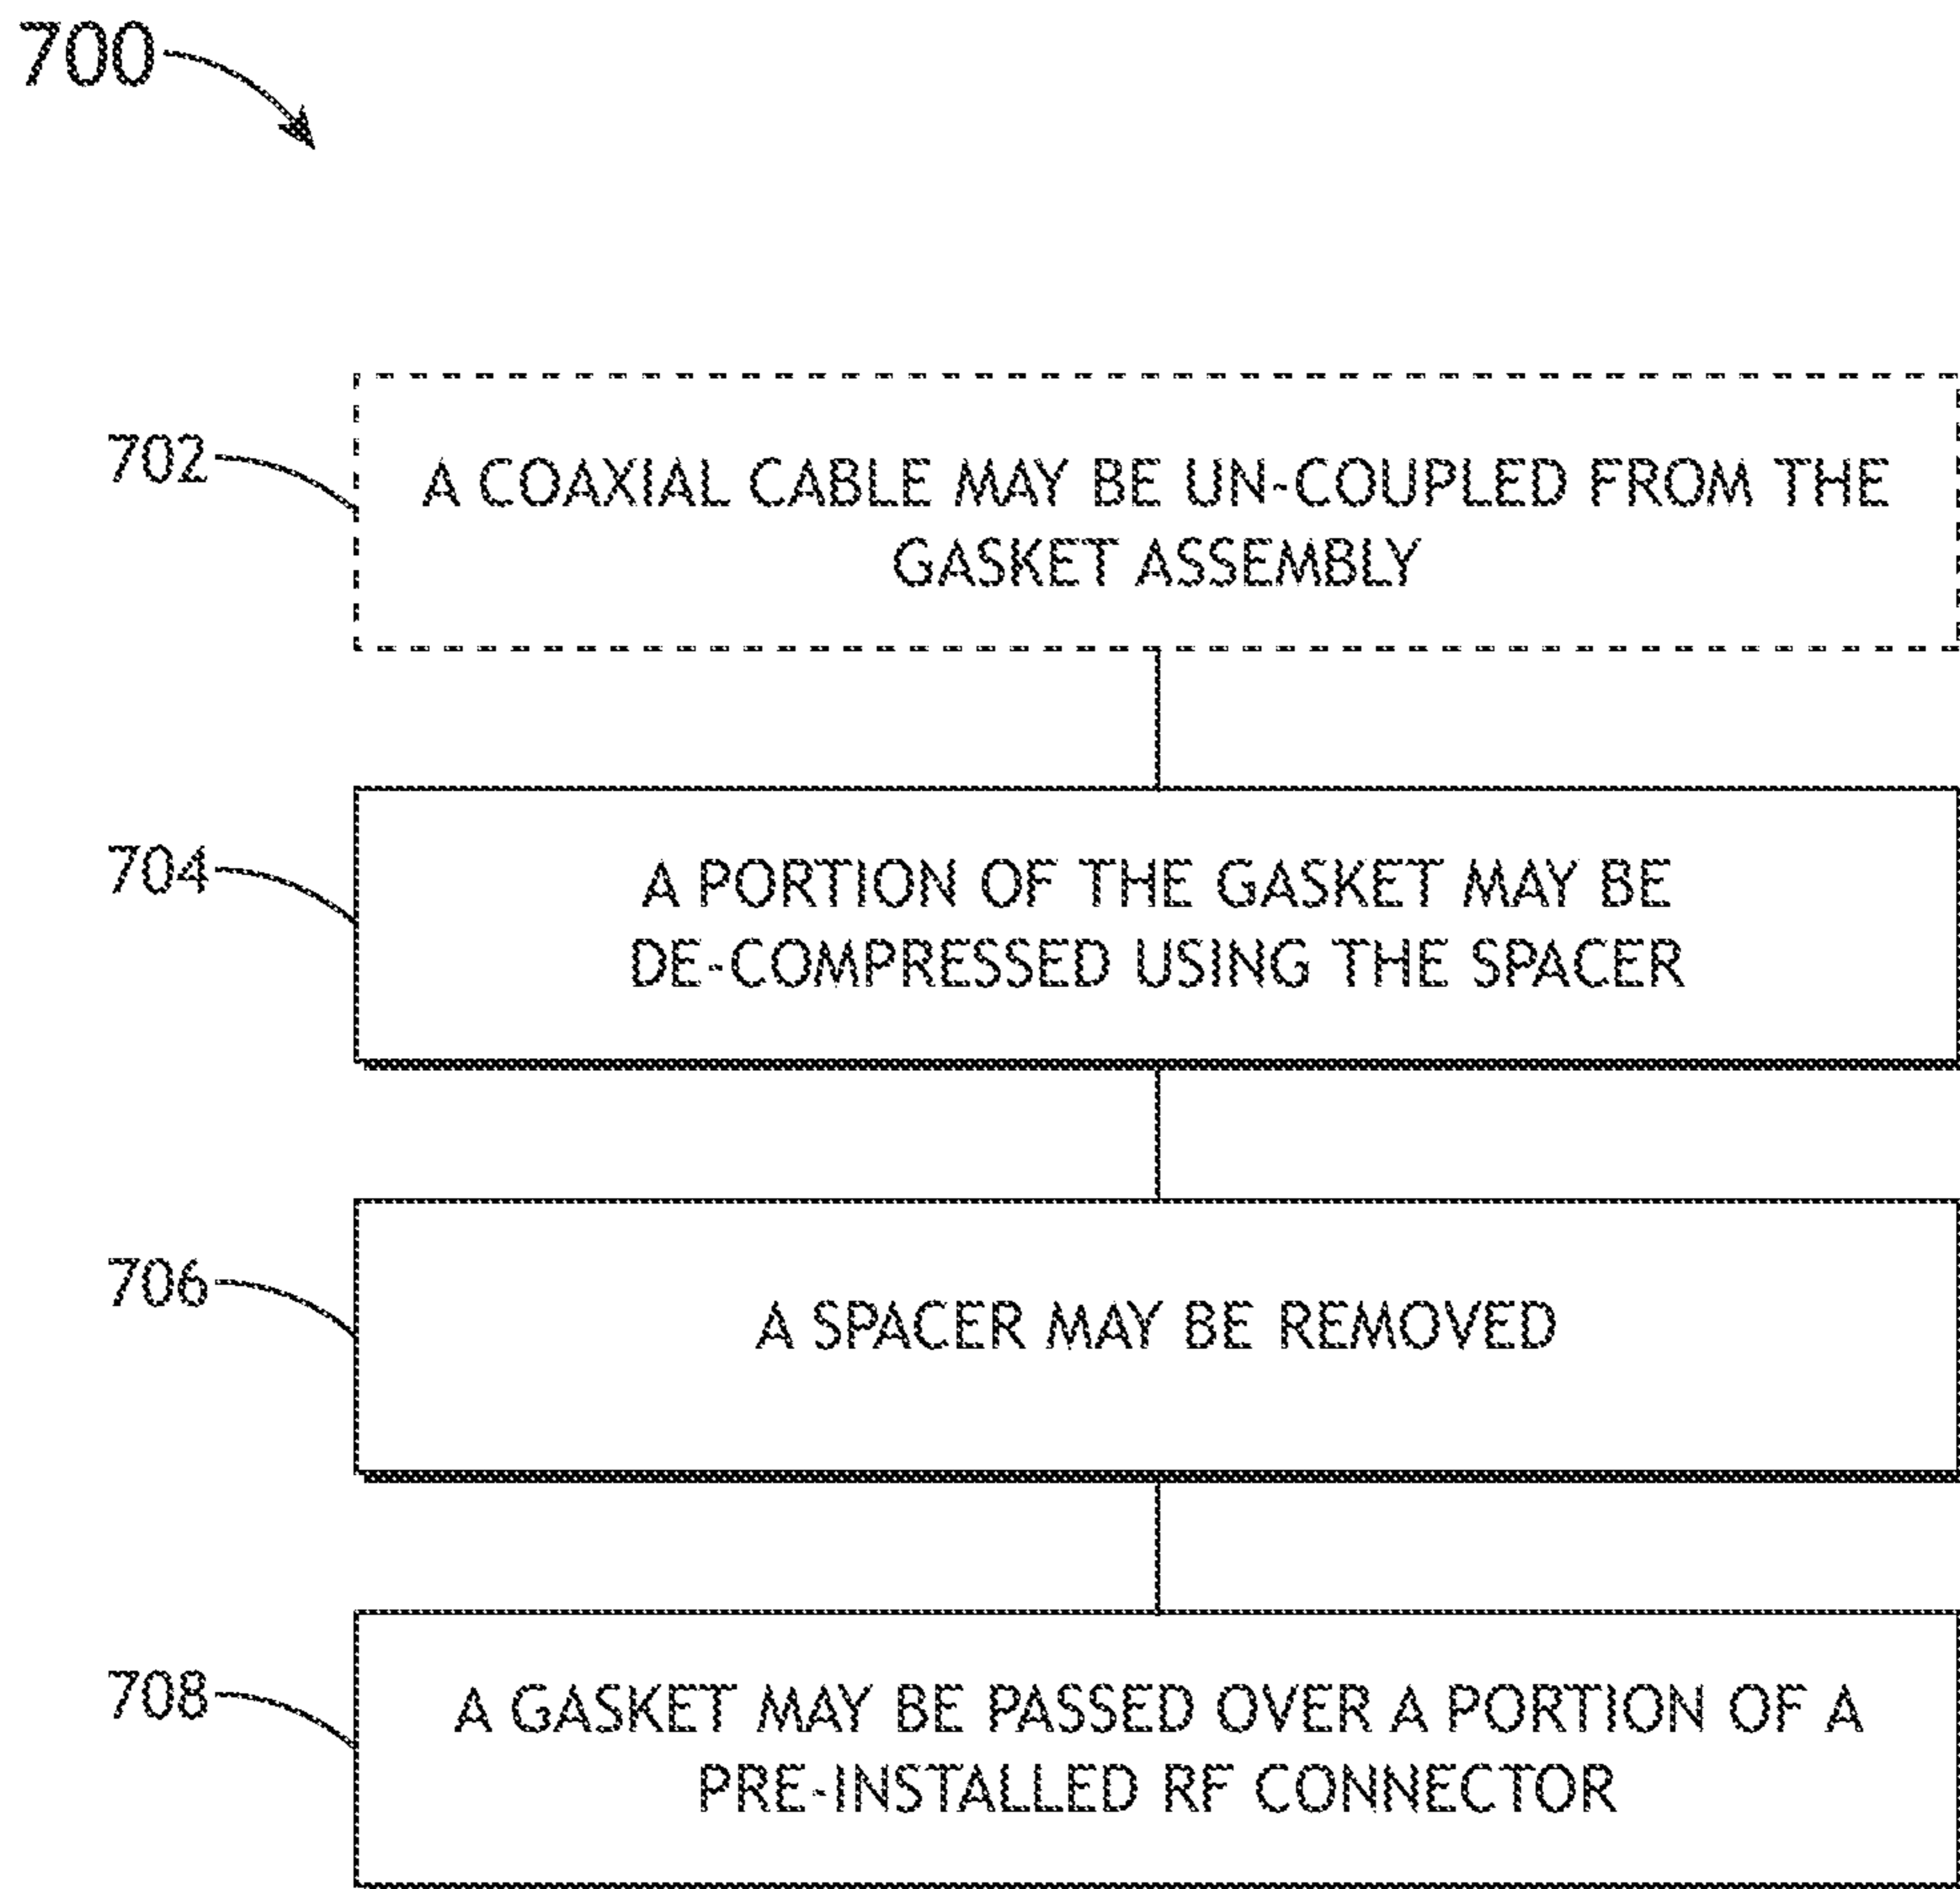 700
702
A COAXIAL CABLE MAY BE UN-COUPLED FROM THE
GASKET ASSEMBLY
704
A PORTION OF THE GASKET MAY BE
DE-COMPRESSED USING THE SPACER
706
A SPACER MAY BE REMOVED
708
A GASKET MAY BE PASSED OVER A PORTION OF A
PRE-INSTALLED RF CONNECTOR